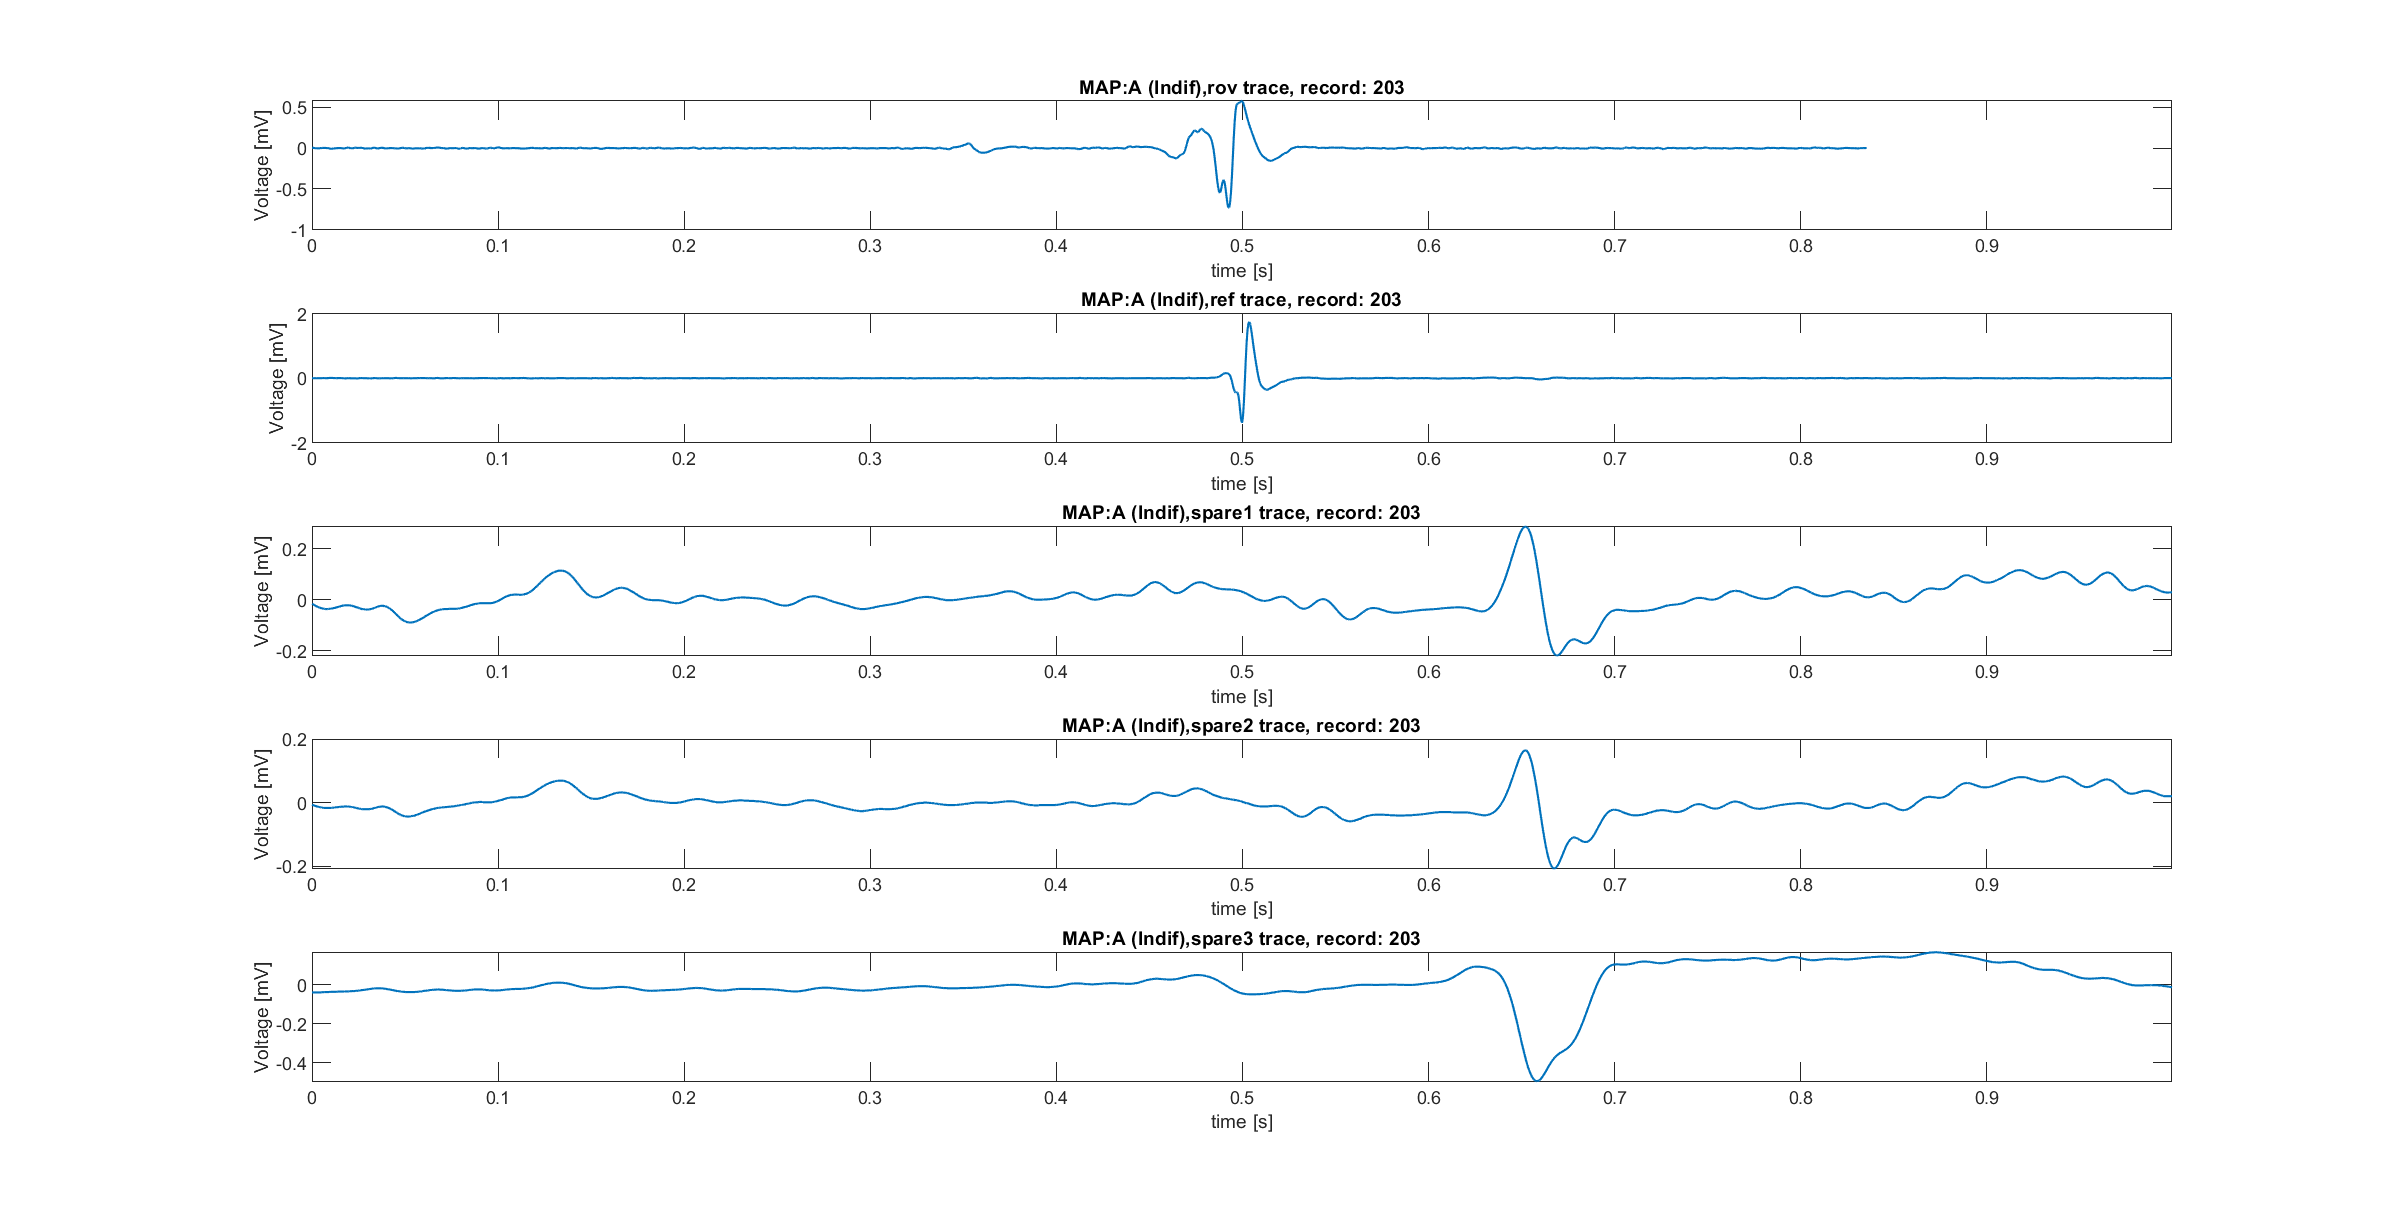 MAP:A (Indif),rov trace, record: 203
Voltage [mV]
0.5
0
-0.5
-1
0 0.1 0.2 0.3 0.4 0.5 0.6 0.7 0.8 0.9
time [s]
MAP:A (Indif),ref trace, record: 203
Voltage [mV]
2
0
-2
0 0.1 0.2 0.3 0.4 0.5 0.6 0.7 0.8 0.9
time [s]
MAP:A (Indif),spare1 trace, record: 203
Voltage [mV]
0.2
0
-0.2
0 0.1 0.2 0.3 0.4 0.5 0.6 0.7 0.8 0.9
time [s]
MAP:A (Indif),spare2 trace, record: 203
Voltage [mV]
0.2
0
-0.2
0 0.1 0.2 0.3 0.4 0.5 0.6 0.7 0.8 0.9
time [s]
MAP:A (Indif),spare3 trace, record: 203
Voltage [mV]
0
-0.2
-0.4
0 0.1 0.2 0.3 0.4 0.5 0.6 0.7 0.8 0.9
time [s]